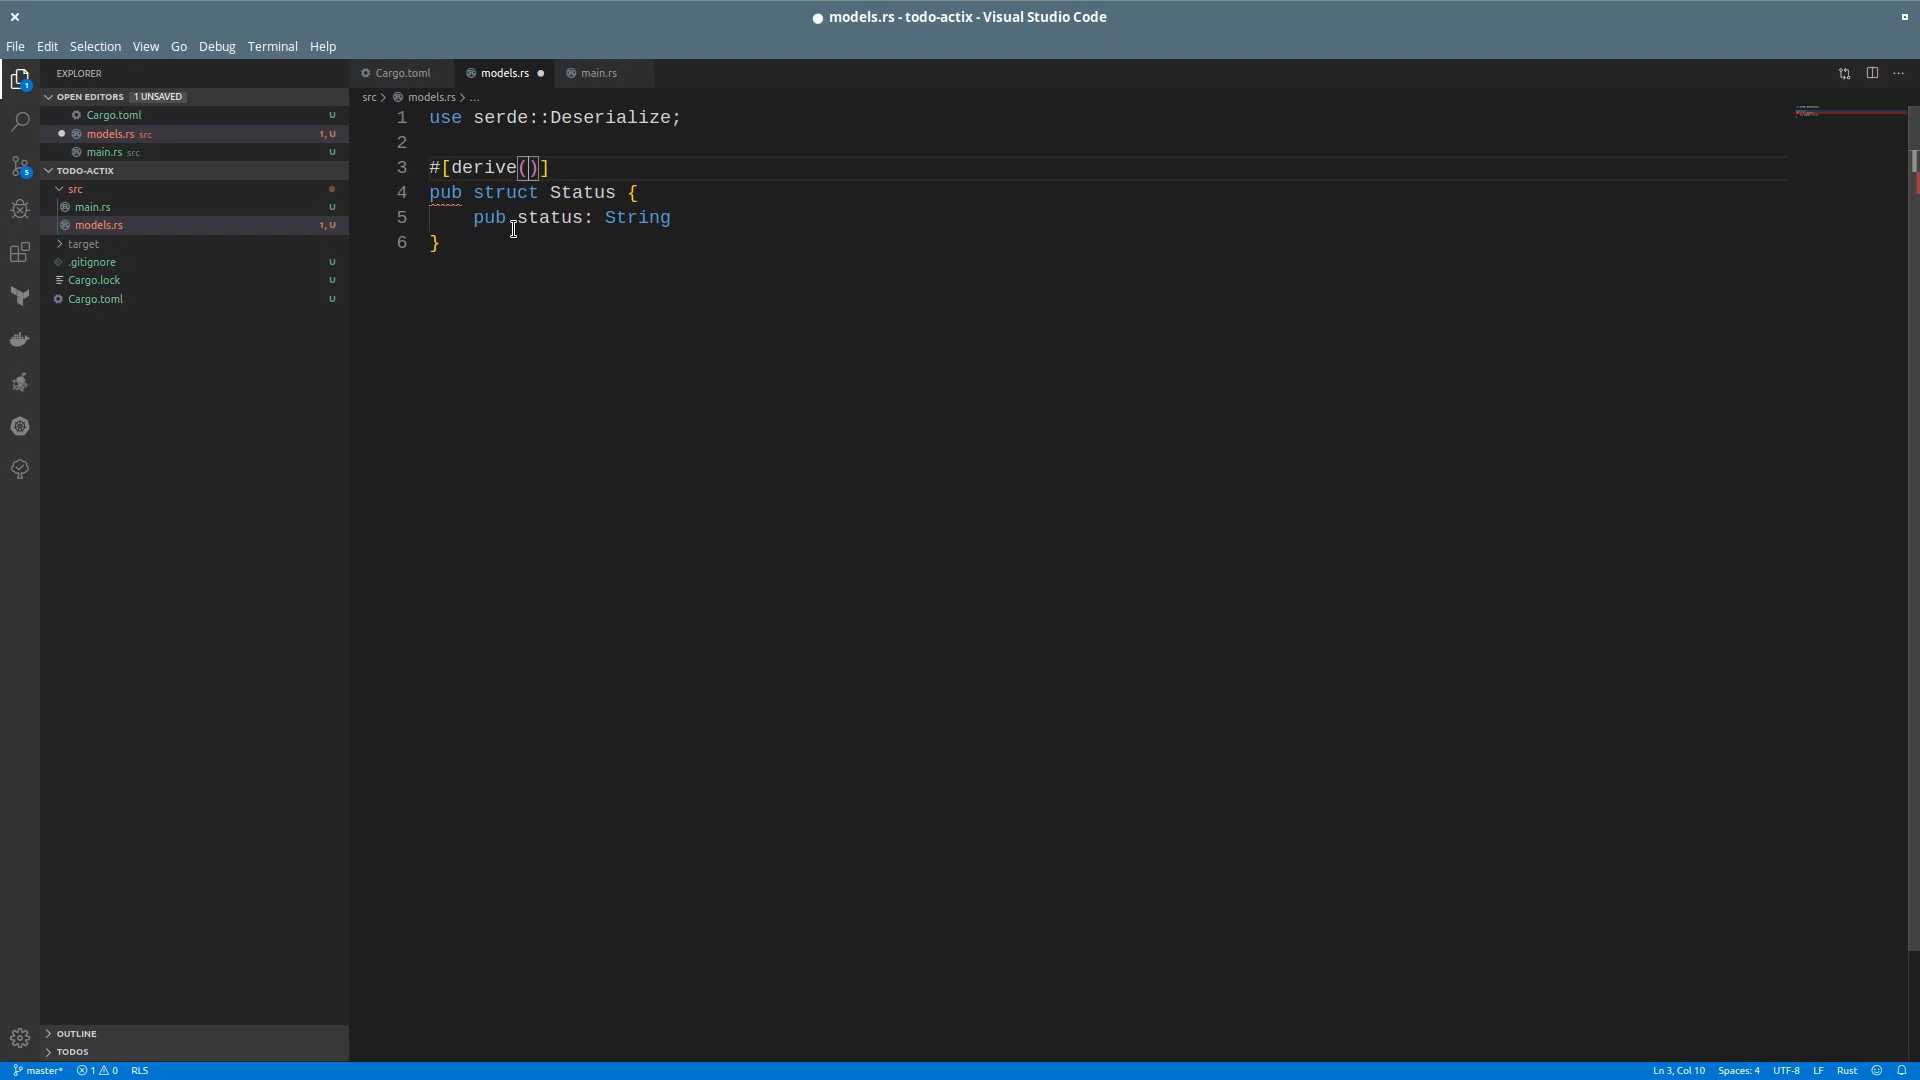 models.rs - todo-actix - Visual Studio Code
File Edit Selection View Go Debug Terminal Help
EXPLORER
OPEN EDITORS 1 UNSAVED
Cargo.toml U
models.rs src 1, U
main.rs src U
TODO-ACTIX
src
main.rs U
models.rs 1, U
target
.gitignore U
Cargo.lock U
Cargo.toml U
OUTLINE
TODOS
1
5
Cargo.toml models.rs main.rs
src > models.rs > ...
1 use serde::Deserialize;
2
3 #[derive()]
4 pub struct Status {
5 pub status: String
6 }
master* 1 0 RLS
Ln 3, Col 10 Spaces: 4 UTF-8 LF Rust